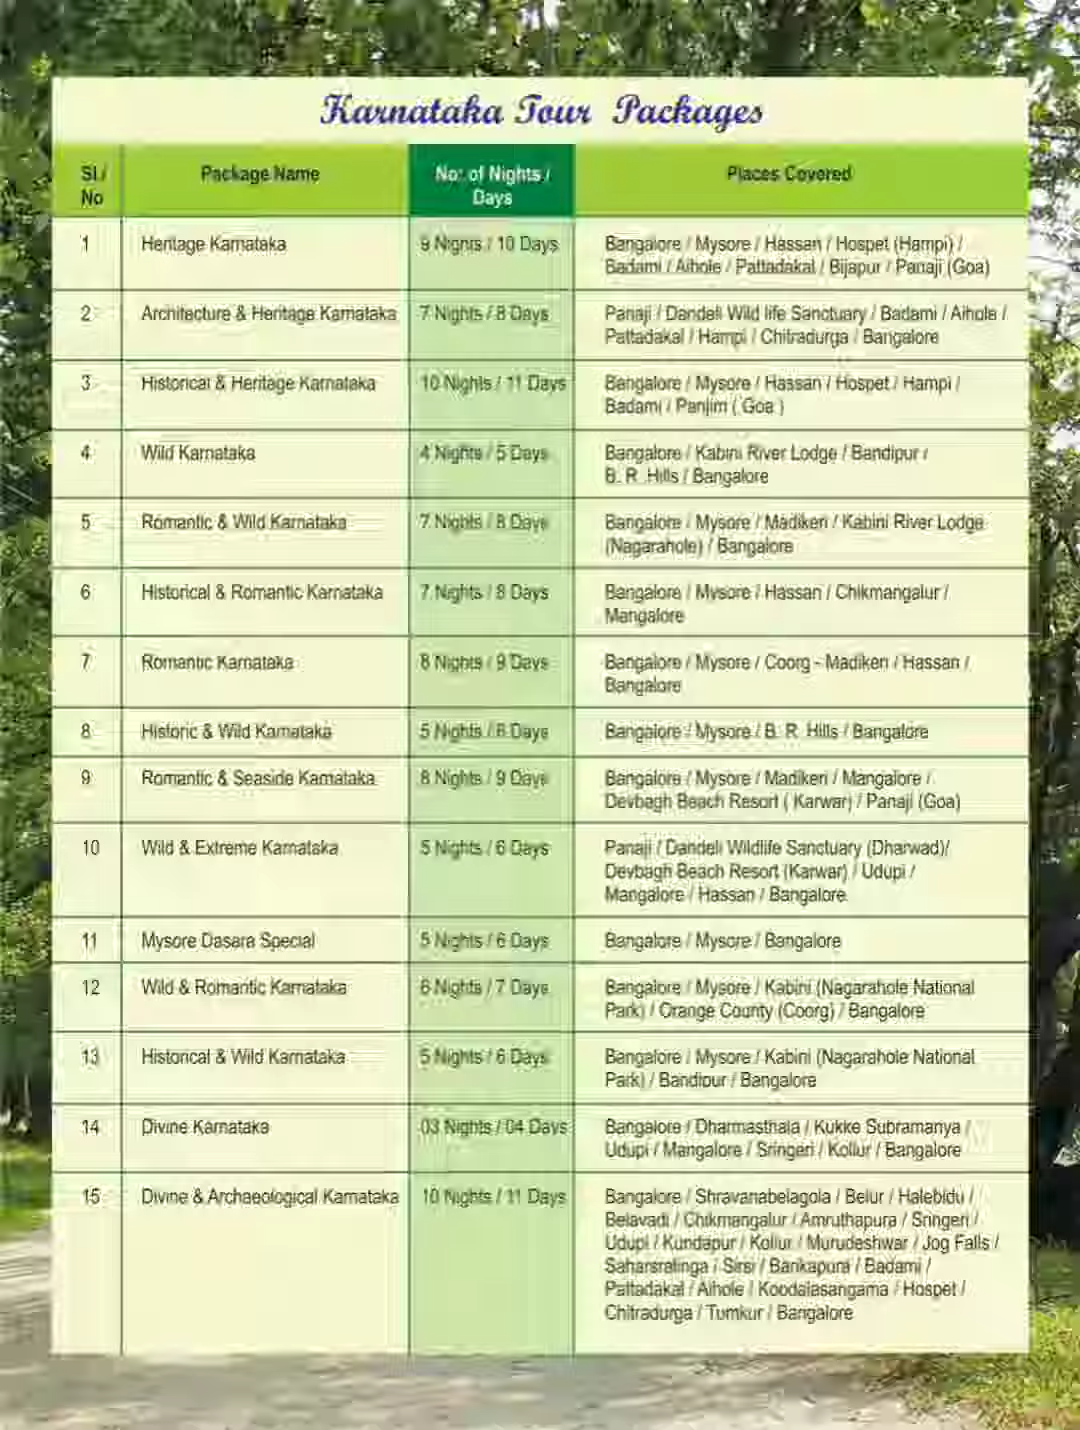 Karnataka Tour Packages
Sl / No Package Name No: of Nights / Days Places Covered
1 Heritage Karnataka 9 Nights / 10 Days Bangalore / Mysore / Hassan / Hospet (Hampi) /
Badami / Aihole / Pattadakal / Bijapur / Panaji (Goa)
2 Architecture & Heritage Karnataka 7 Nights / 8 Days Panaji / Dandeli Wild life Sanctuary / Badami / Aihole /
Pattadakal / Hampi / Chitradurga / Bangalore
3 Historical & Heritage Karnataka 10 Nights / 11 Days Bangalore / Mysore / Hassan / Hospet / Hampi /
Badami / Panjim ( Goa )
4 Wild Karnataka 4 Nights / 5 Days Bangalore / Kabini River Lodge / Bandipur /
B. R .Hills / Bangalore
5 Romantic & Wild Karnataka 7 Nights / 8 Days Bangalore / Mysore / Madikeri / Kabini River Lodge
(Nagarahole) / Bangalore
6 Historical & Romantic Karnataka 7 Nights / 8 Days Bangalore / Mysore / Hassan / Chikmangalur /
Mangalore
7 Romantic Karnataka 8 Nights / 9 Days Bangalore / Mysore / Coorg - Madikeri / Hassan /
Bangalore
8 Historic & Wild Karnataka 5 Nights / 6 Days Bangalore / Mysore / B. R. Hills / Bangalore
9 Romantic & Seaside Karnataka 8 Nights / 9 Days Bangalore / Mysore / Madikeri / Mangalore /
Devbagh Beach Resort ( Karwar) / Panaji (Goa)
10 Wild & Extreme Karnataka 5 Nights / 6 Days Panaji / Dandeli Wildlife Sanctuary (Dharwad)/
Devbagh Beach Resort (Karwar) / Udupi /
Mangalore / Hassan / Bangalore
11 Mysore Dasara Special 5 Nights / 6 Days Bangalore / Mysore / Bangalore
12 Wild & Romantic Karnataka 6 Nights / 7 Days Bangalore / Mysore / Kabini (Nagarahole National
Park) / Orange County (Coorg) / Bangalore
13 Historical & Wild Karnataka 5 Nights / 6 Days Bangalore / Mysore / Kabini (Nagarahole National
Park) / Bandipur / Bangalore
14 Divine Karnataka 03 Nights / 04 Days Bangalore / Dharmasthala / Kukke Subramanya /
Udupi / Mangalore / Sringeri / Kollur / Bangalore
15 Divine & Archaeological Karnataka 10 Nights / 11 Days Bangalore / Shravanabelagola / Belur / Halebidu /
Belavadi / Chikmangalur / Amruthapura / Sringeri /
Udupi / Kundapur / Kollur / Murudeshwar / Jog Falls /
Saharsralinga / Sirsi / Bankapura / Badami /
Pattadakal / Aihole / Koodalasangama / Hospet /
Chitradurga / Tumkur / Bangalore